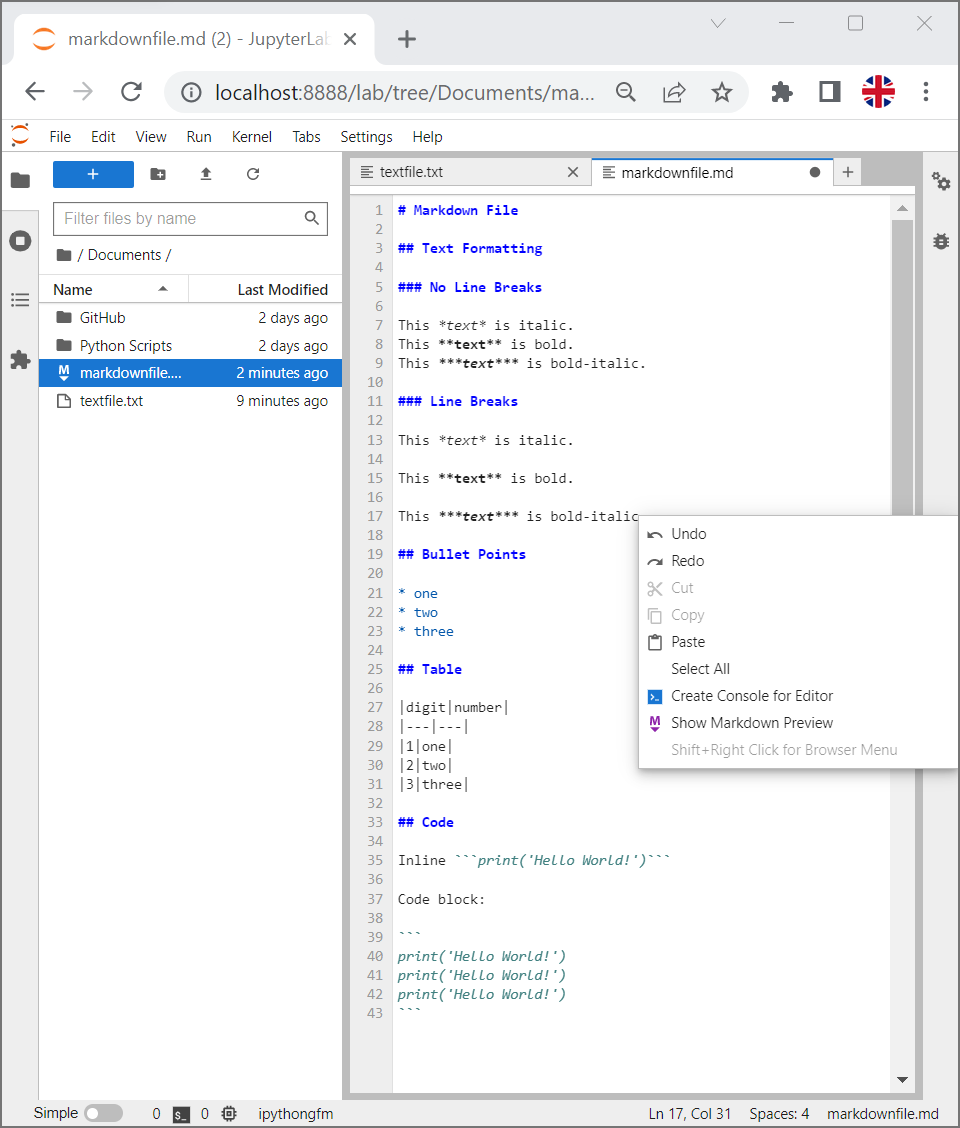 markdownfile.md (2) - JupyterLab
localhost:8888/lab/tree/Documents/ma...
File Edit View Run Kernel Tabs Settings Help
Filter files by name
/ Documents /
Name Last Modified
GitHub 2 days ago
Python Scripts 2 days ago
markdownfile.... 2 minutes ago
textfile.txt 9 minutes ago
textfile.txt markdownfile.md
1 # Markdown File
2
3 ## Text Formatting
4
5 ### No Line Breaks
6
7 This *text* is italic.
8 This **text** is bold.
9 This ***text*** is bold-italic.
10
11 ### Line Breaks
12
13 This *text* is italic.
14
15 This **text** is bold.
16
17 This ***text*** is bold-italic
18
19 ## Bullet Points
20
21 * one
22 * two
23 * three
24
25 ## Table
26
27 |digit|number|
28 |---|---|
29 |1|one|
30 |2|two|
31 |3|three|
32
33 ## Code
34
35 Inline ```print('Hello World!')```
36
37 Code block:
38
39 ```
40 print('Hello World!')
41 print('Hello World!')
42 print('Hello World!')
43 ```
Undo
Redo
Cut
Copy
Paste
Select All
Create Console for Editor
Show Markdown Preview
Shift+Right Click for Browser Menu
Simple 0 0 ipythongfm Ln 17, Col 31 Spaces: 4 markdownfile.md